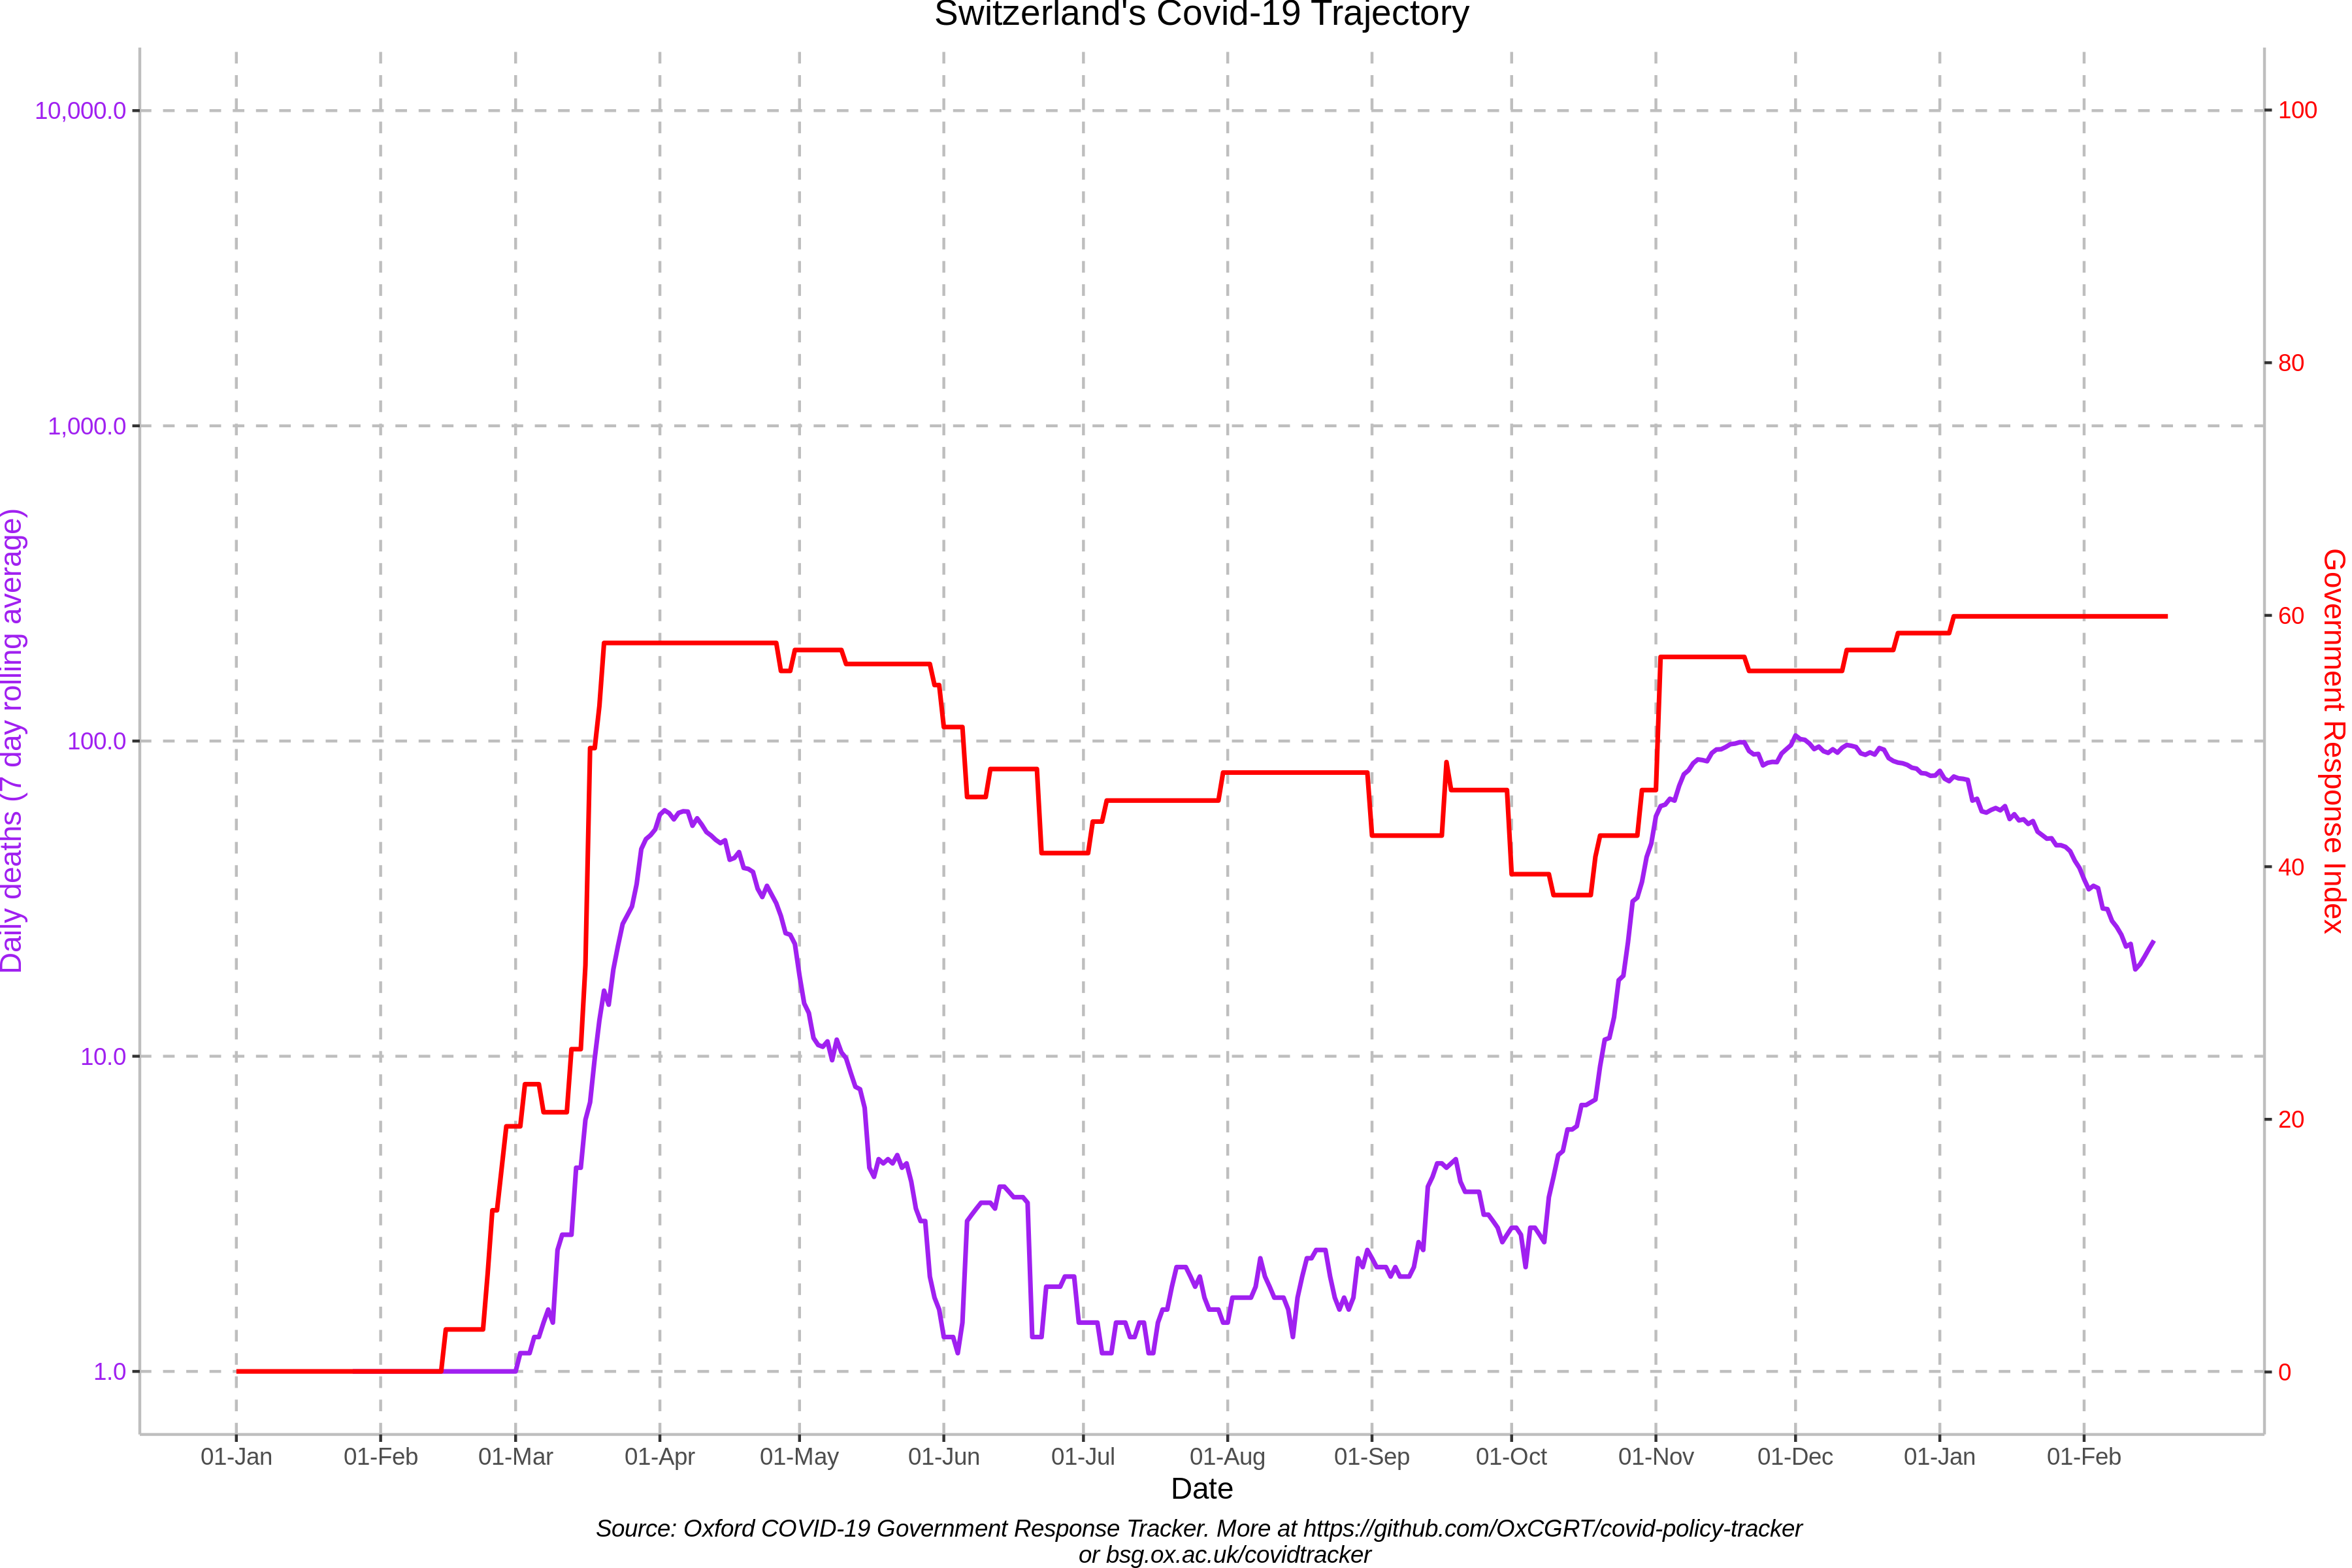 Switzerland's Covid-19 Trajectory
10,000.0
1,000.0
100.0
10.0
1.0
Daily deaths (7 day rolling average)
100
80
60
40
20
0
Government Response Index
01-Jan 01-Feb 01-Mar 01-Apr 01-May 01-Jun 01-Jul 01-Aug 01-Sep 01-Oct 01-Nov 01-Dec 01-Jan 01-Feb
Date
Source: Oxford COVID-19 Government Response Tracker. More at https://github.com/OxCGRT/covid-policy-tracker
or bsg.ox.ac.uk/covidtracker